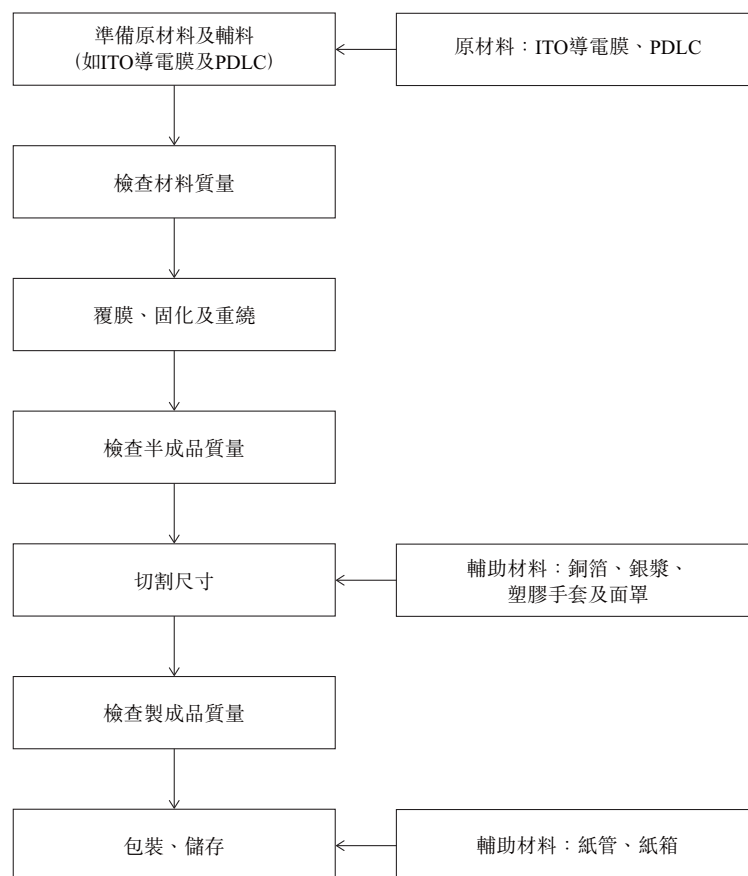 準備原材料及輔料
(如ITO導電膜及PDLC)
原材料：ITO導電膜、PDLC
檢查材料質量
覆膜、固化及重繞
檢查半成品質量
切割尺寸
輔助材料：銅箔、銀漿、
塑膠手套及面罩
檢查製成品質量
包裝、儲存
輔助材料：紙管、紙箱